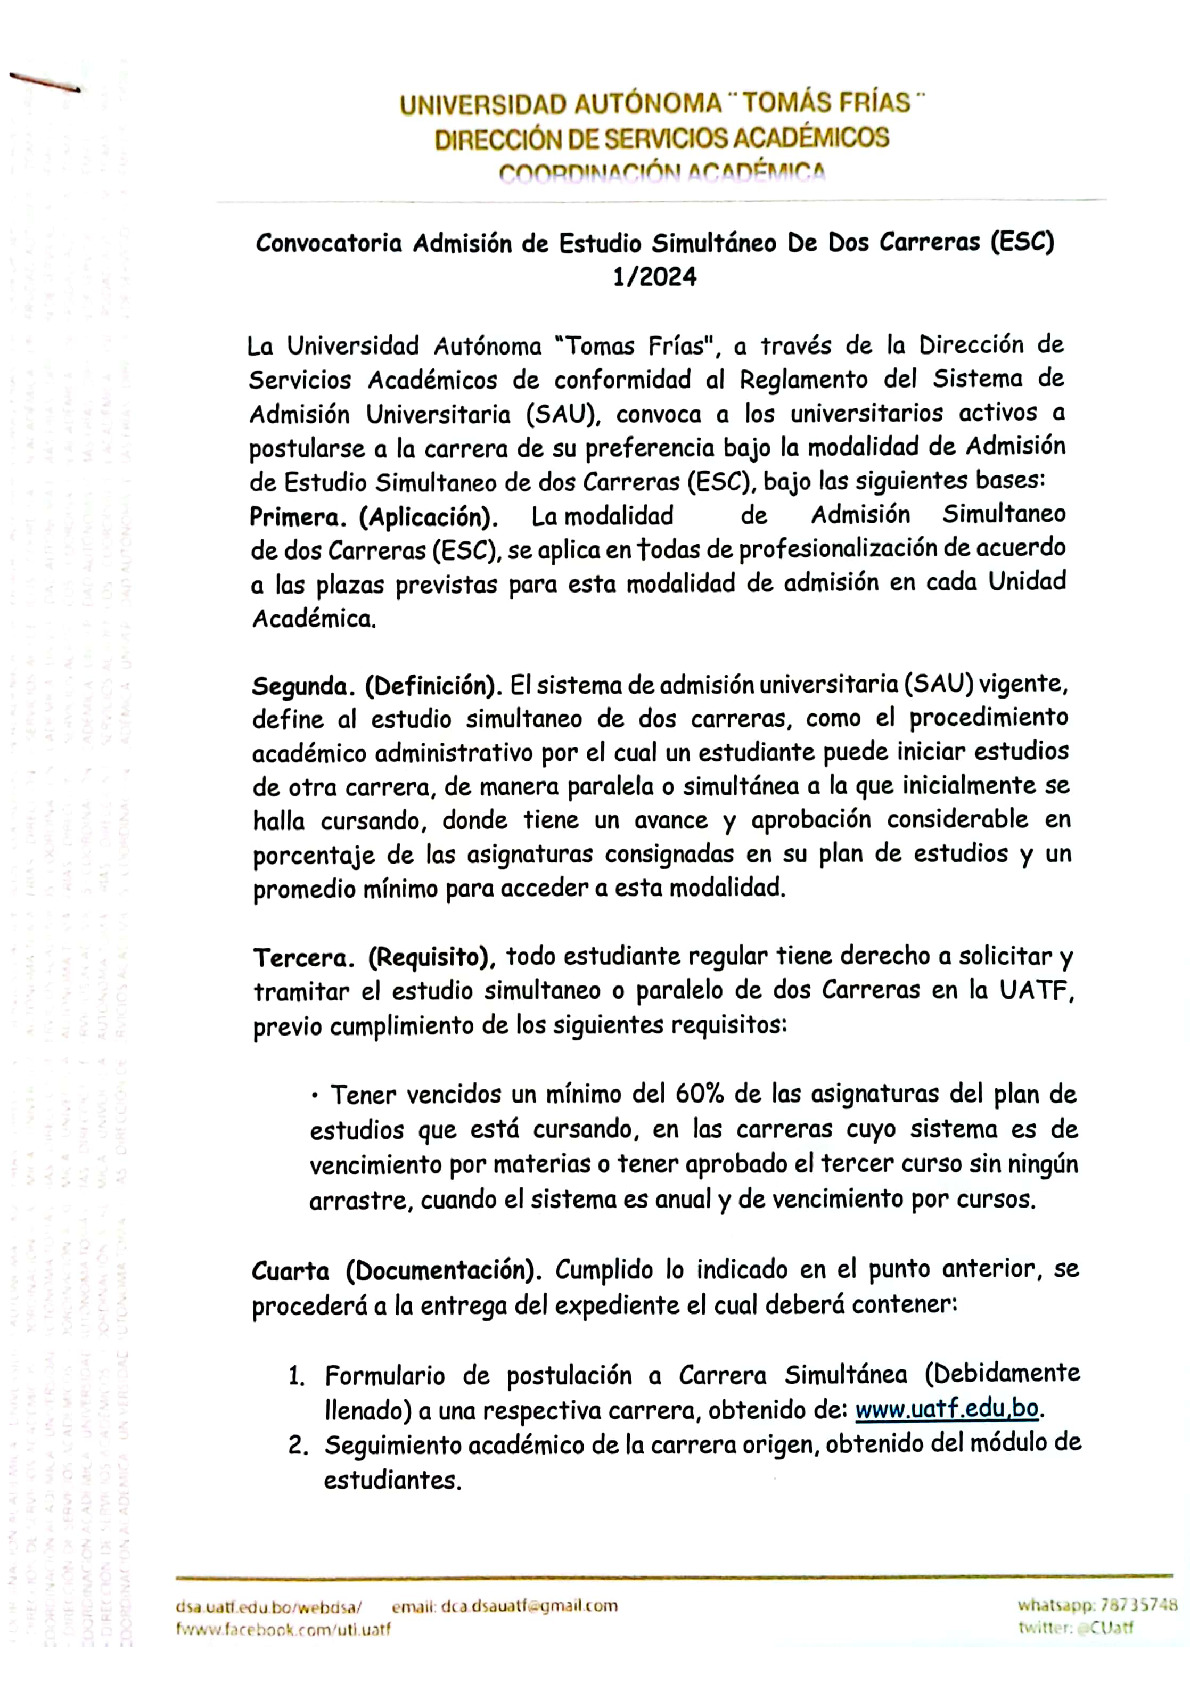 UNIVERSIDAD AUTÓNOMA ¨ TOMÁS FRÍAS ¨
DIRECCIÓN DE SERVICIOS ACADÉMICOS
COORDINACIÓN ACADÉMICA
Convocatoria Admisión de Estudio Simultáneo De Dos Carreras (ESC)
1/2024
La Universidad Autónoma "Tomas Frías", a través de la Dirección de
Servicios Académicos de conformidad al Reglamento del Sistema de
Admisión Universitaria (SAU), convoca a los universitarios activos a
postularse a la carrera de su preferencia bajo la modalidad de Admisión
de Estudio Simultaneo de dos Carreras (ESC), bajo las siguientes bases:
Primera. (Aplicación). La modalidad de Admisión Simultaneo
de dos Carreras (ESC), se aplica en todas de profesionalización de acuerdo
a las plazas previstas para esta modalidad de admisión en cada Unidad
Académica.
Segunda. (Definición). El sistema de admisión universitaria (SAU) vigente,
define al estudio simultaneo de dos carreras, como el procedimiento
académico administrativo por el cual un estudiante puede iniciar estudios
de otra carrera, de manera paralela o simultánea a la que inicialmente se
halla cursando, donde tiene un avance y aprobación considerable en
porcentaje de las asignaturas consignadas en su plan de estudios y un
promedio mínimo para acceder a esta modalidad.
Tercera. (Requisito), todo estudiante regular tiene derecho a solicitar y
tramitar el estudio simultaneo o paralelo de dos Carreras en la UATF,
previo cumplimiento de los siguientes requisitos:
· Tener vencidos un mínimo del 60% de las asignaturas del plan de
estudios que está cursando, en las carreras cuyo sistema es de
vencimiento por materias o tener aprobado el tercer curso sin ningún
arrastre, cuando el sistema es anual y de vencimiento por cursos.
Cuarta (Documentación). Cumplido lo indicado en el punto anterior, se
procederá a la entrega del expediente el cual deberá contener:
1. Formulario de postulación a Carrera Simultánea (Debidamente
llenado) a una respectiva carrera, obtenido de: www.uatf.edu,bo.
2. Seguimiento académico de la carrera origen, obtenido del módulo de
estudiantes.
dsa.uatf.edu.bo/webdsa/ email: dca.dsauatf@gmail.com
fwww.facebook.com/uti.uatf
whatsapp: 78735748
twitter: @CUatf